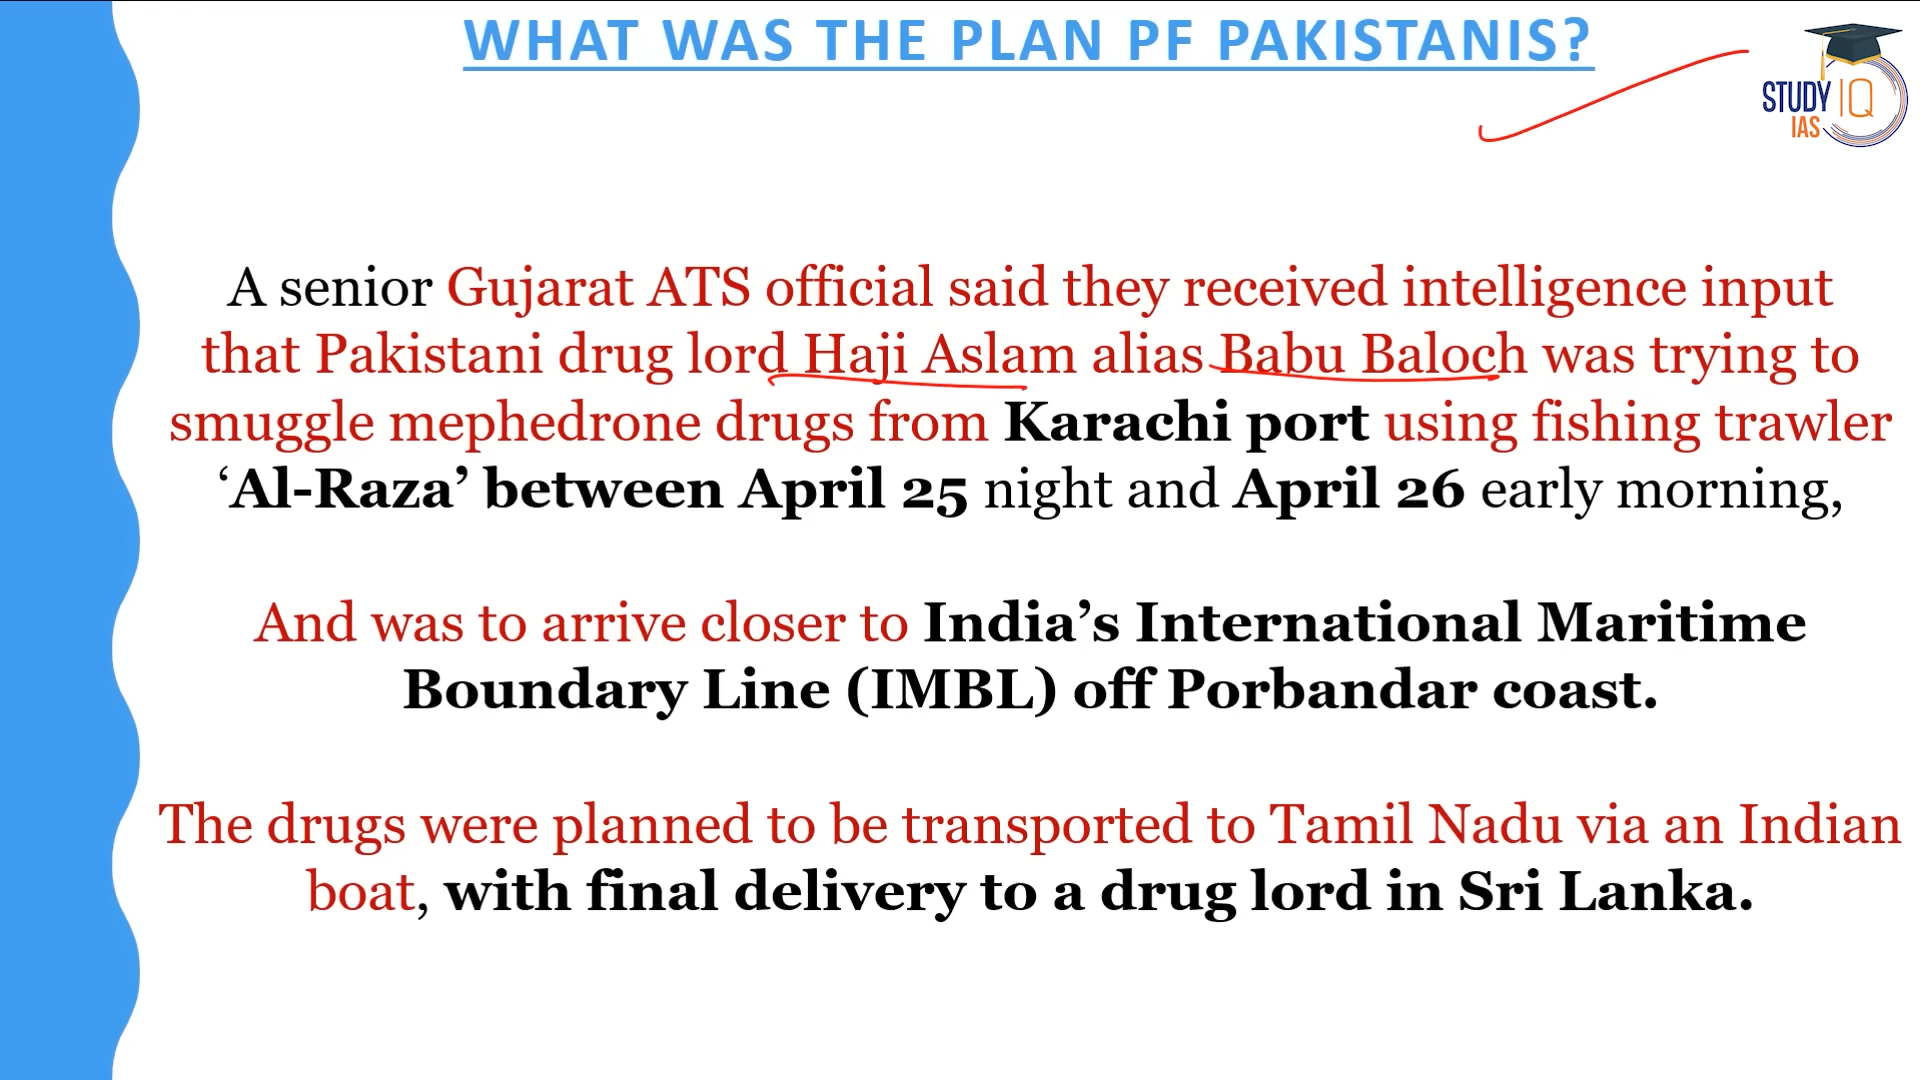 WHAT WAS THE PLAN PF PAKISTANIS?
STUDY IQ
IAS
A senior Gujarat ATS official said they received intelligence input
that Pakistani drug lord Haji Aslam alias Babu Baloch was trying to
smuggle mephedrone drugs from Karachi port using fishing trawler
‘Al-Raza’ between April 25 night and April 26 early morning,
And was to arrive closer to India’s International Maritime
Boundary Line (IMBL) off Porbandar coast.
The drugs were planned to be transported to Tamil Nadu via an Indian
boat, with final delivery to a drug lord in Sri Lanka.